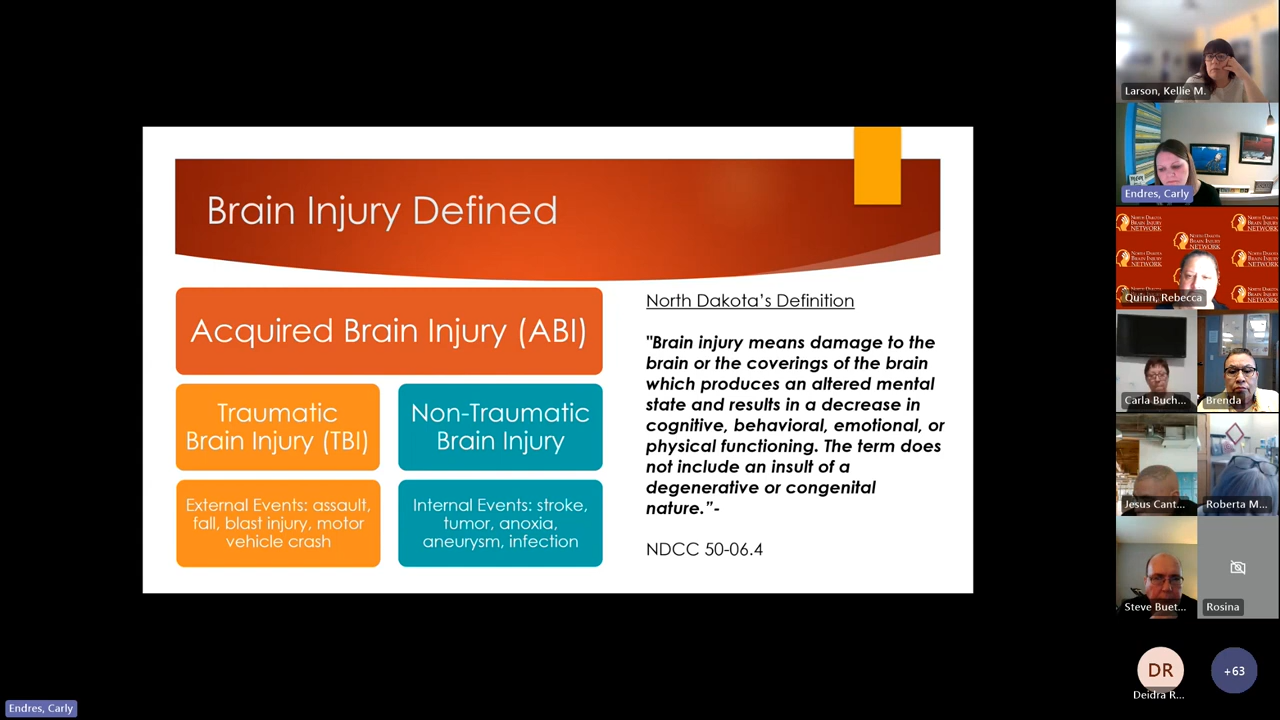 Brain Injury Defined
Acquired Brain Injury (ABI)
Traumatic
Brain Injury (TBI)
Non-Traumatic
Brain Injury
External Events: assault,
fall, blast injury, motor
vehicle crash
Internal Events: stroke,
tumor, anoxia,
aneurysm, infection
North Dakota's Definition
"Brain injury means damage to the
brain or the coverings of the brain
which produces an altered mental
state and results in a decrease in
cognitive, behavioral, emotional, or
physical functioning. The term does
not include an insult of a
degenerative or congenital
nature."-
NDCC 50-06.4
Larson, Kellie M.
Endres, Carly
NORTH DAKOTA
BRAIN INJURY
NETWORK
Quinn, Rebecca
Carla Buch...
Brenda
Jesus Cant...
Roberta M...
Steve Buet...
Rosina
DR
Deidra R...
+63
Endres, Carly